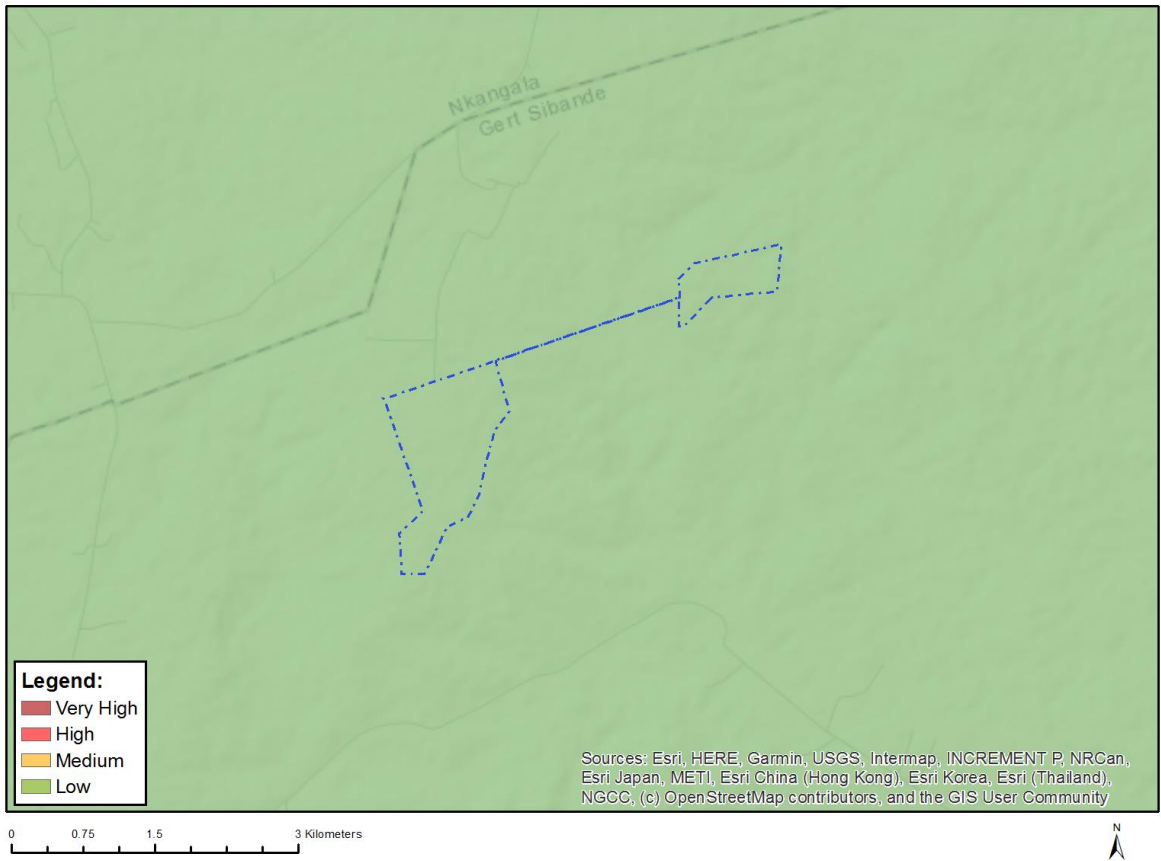 Nkangala
Gert Sibande
Legend:
Very High
High
Medium
Low
Sources: Esri, HERE, Garmin, USGS, Intermap, INCREMENT P, NRCan,
Esri Japan, METI, Esri China (Hong Kong), Esri Korea, Esri (Thailand),
NGCC, (c) OpenStreetMap contributors, and the GIS User Community
0 0.75 1.5 3 Kilometers
N